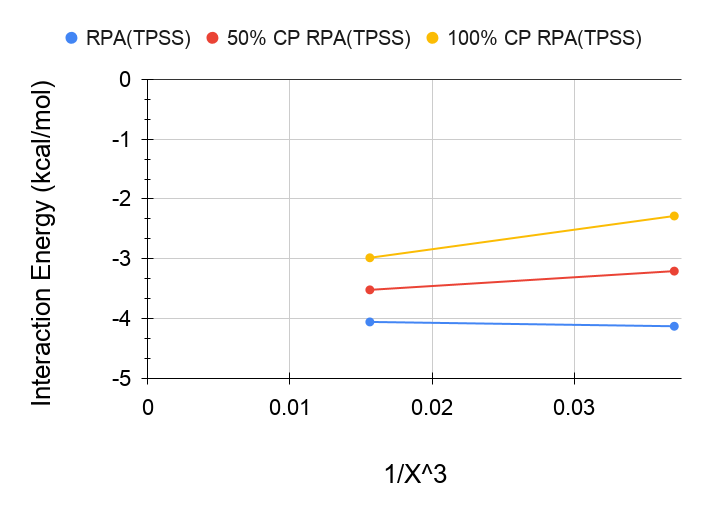 RPA(TPSS) 50% CP RPA(TPSS) 100% CP RPA(TPSS)
Interaction Energy (kcal/mol)
0
-1
-2
-3
-4
-5
0 0.01 0.02 0.03
1/X^3